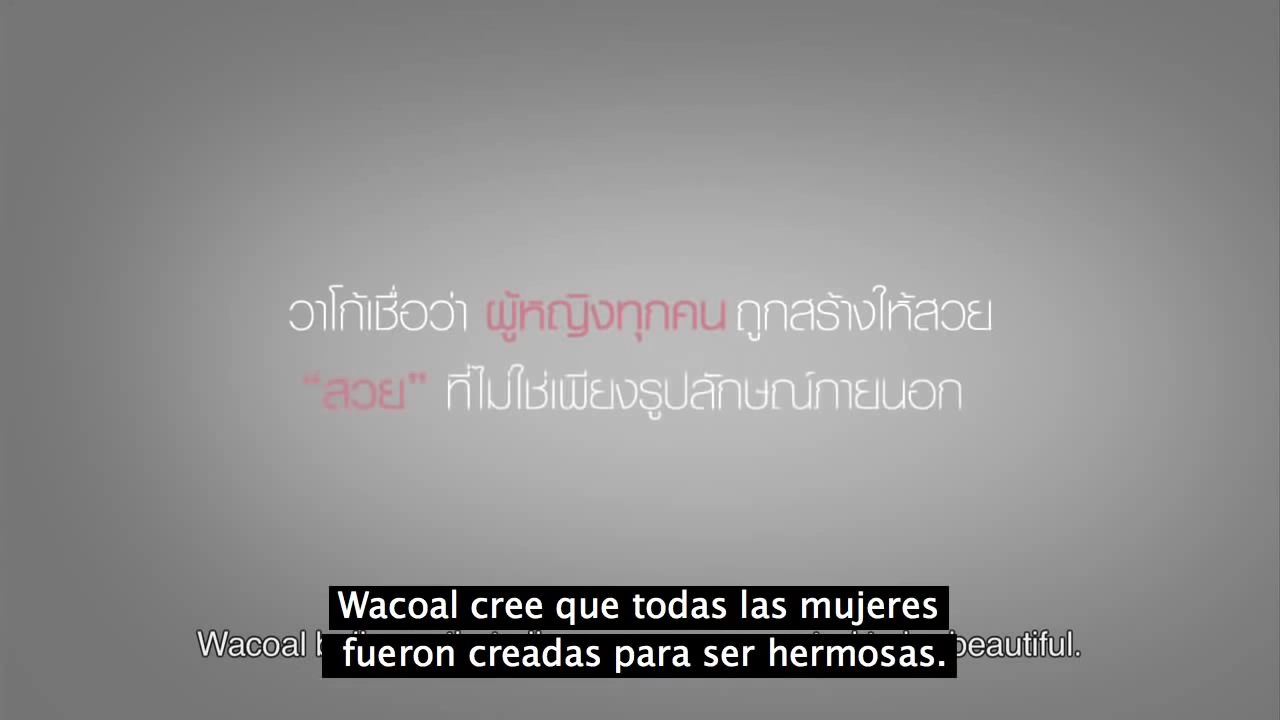 วาโก้เชื่อว่า ผู้หญิงทุกคน ถูกสร้างให้สวย
“สวย” ที่ไม่ใช่เพียงรูปลักษณ์ภายนอก
Wacoal cree que todas las mujeres
fueron creadas para ser hermosas.
Wacoal beautiful.